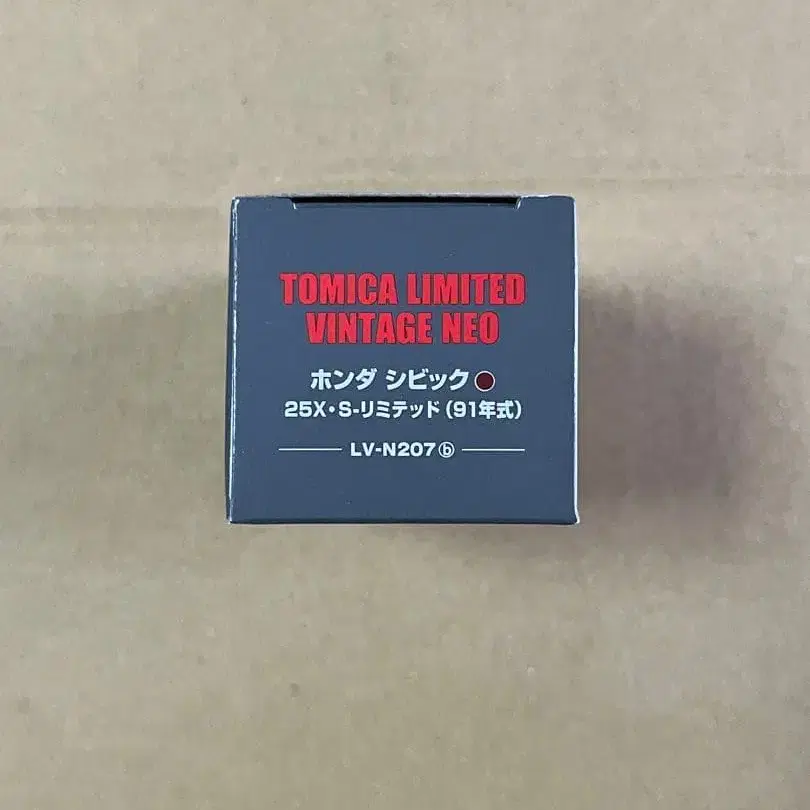 TOMICA LIMITED
VINTAGE NEO
ホンダ シビック
25X・S-リミテッド（91年式）
LV-N207ⓑ